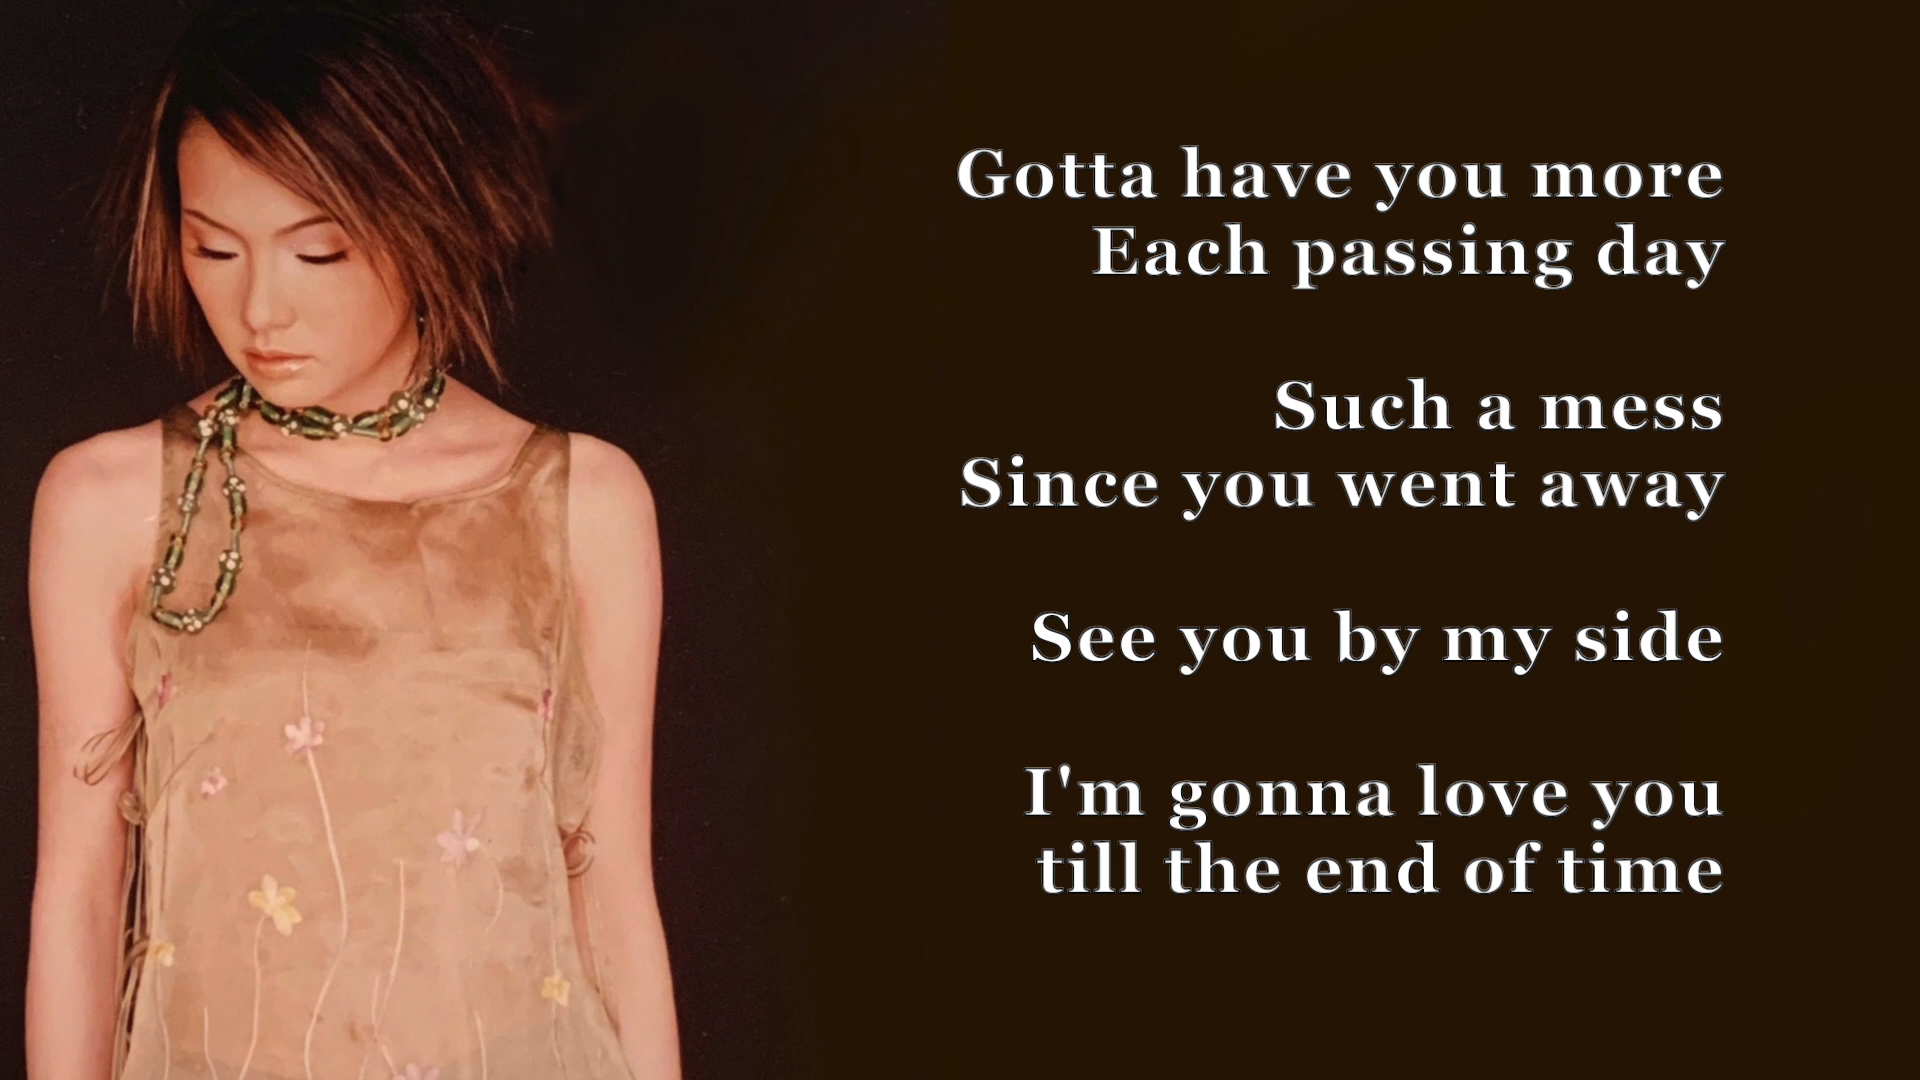 Gotta have you more
Each passing day
Such a mess
Since you went away
See you by my side
I'm gonna love you
till the end of time